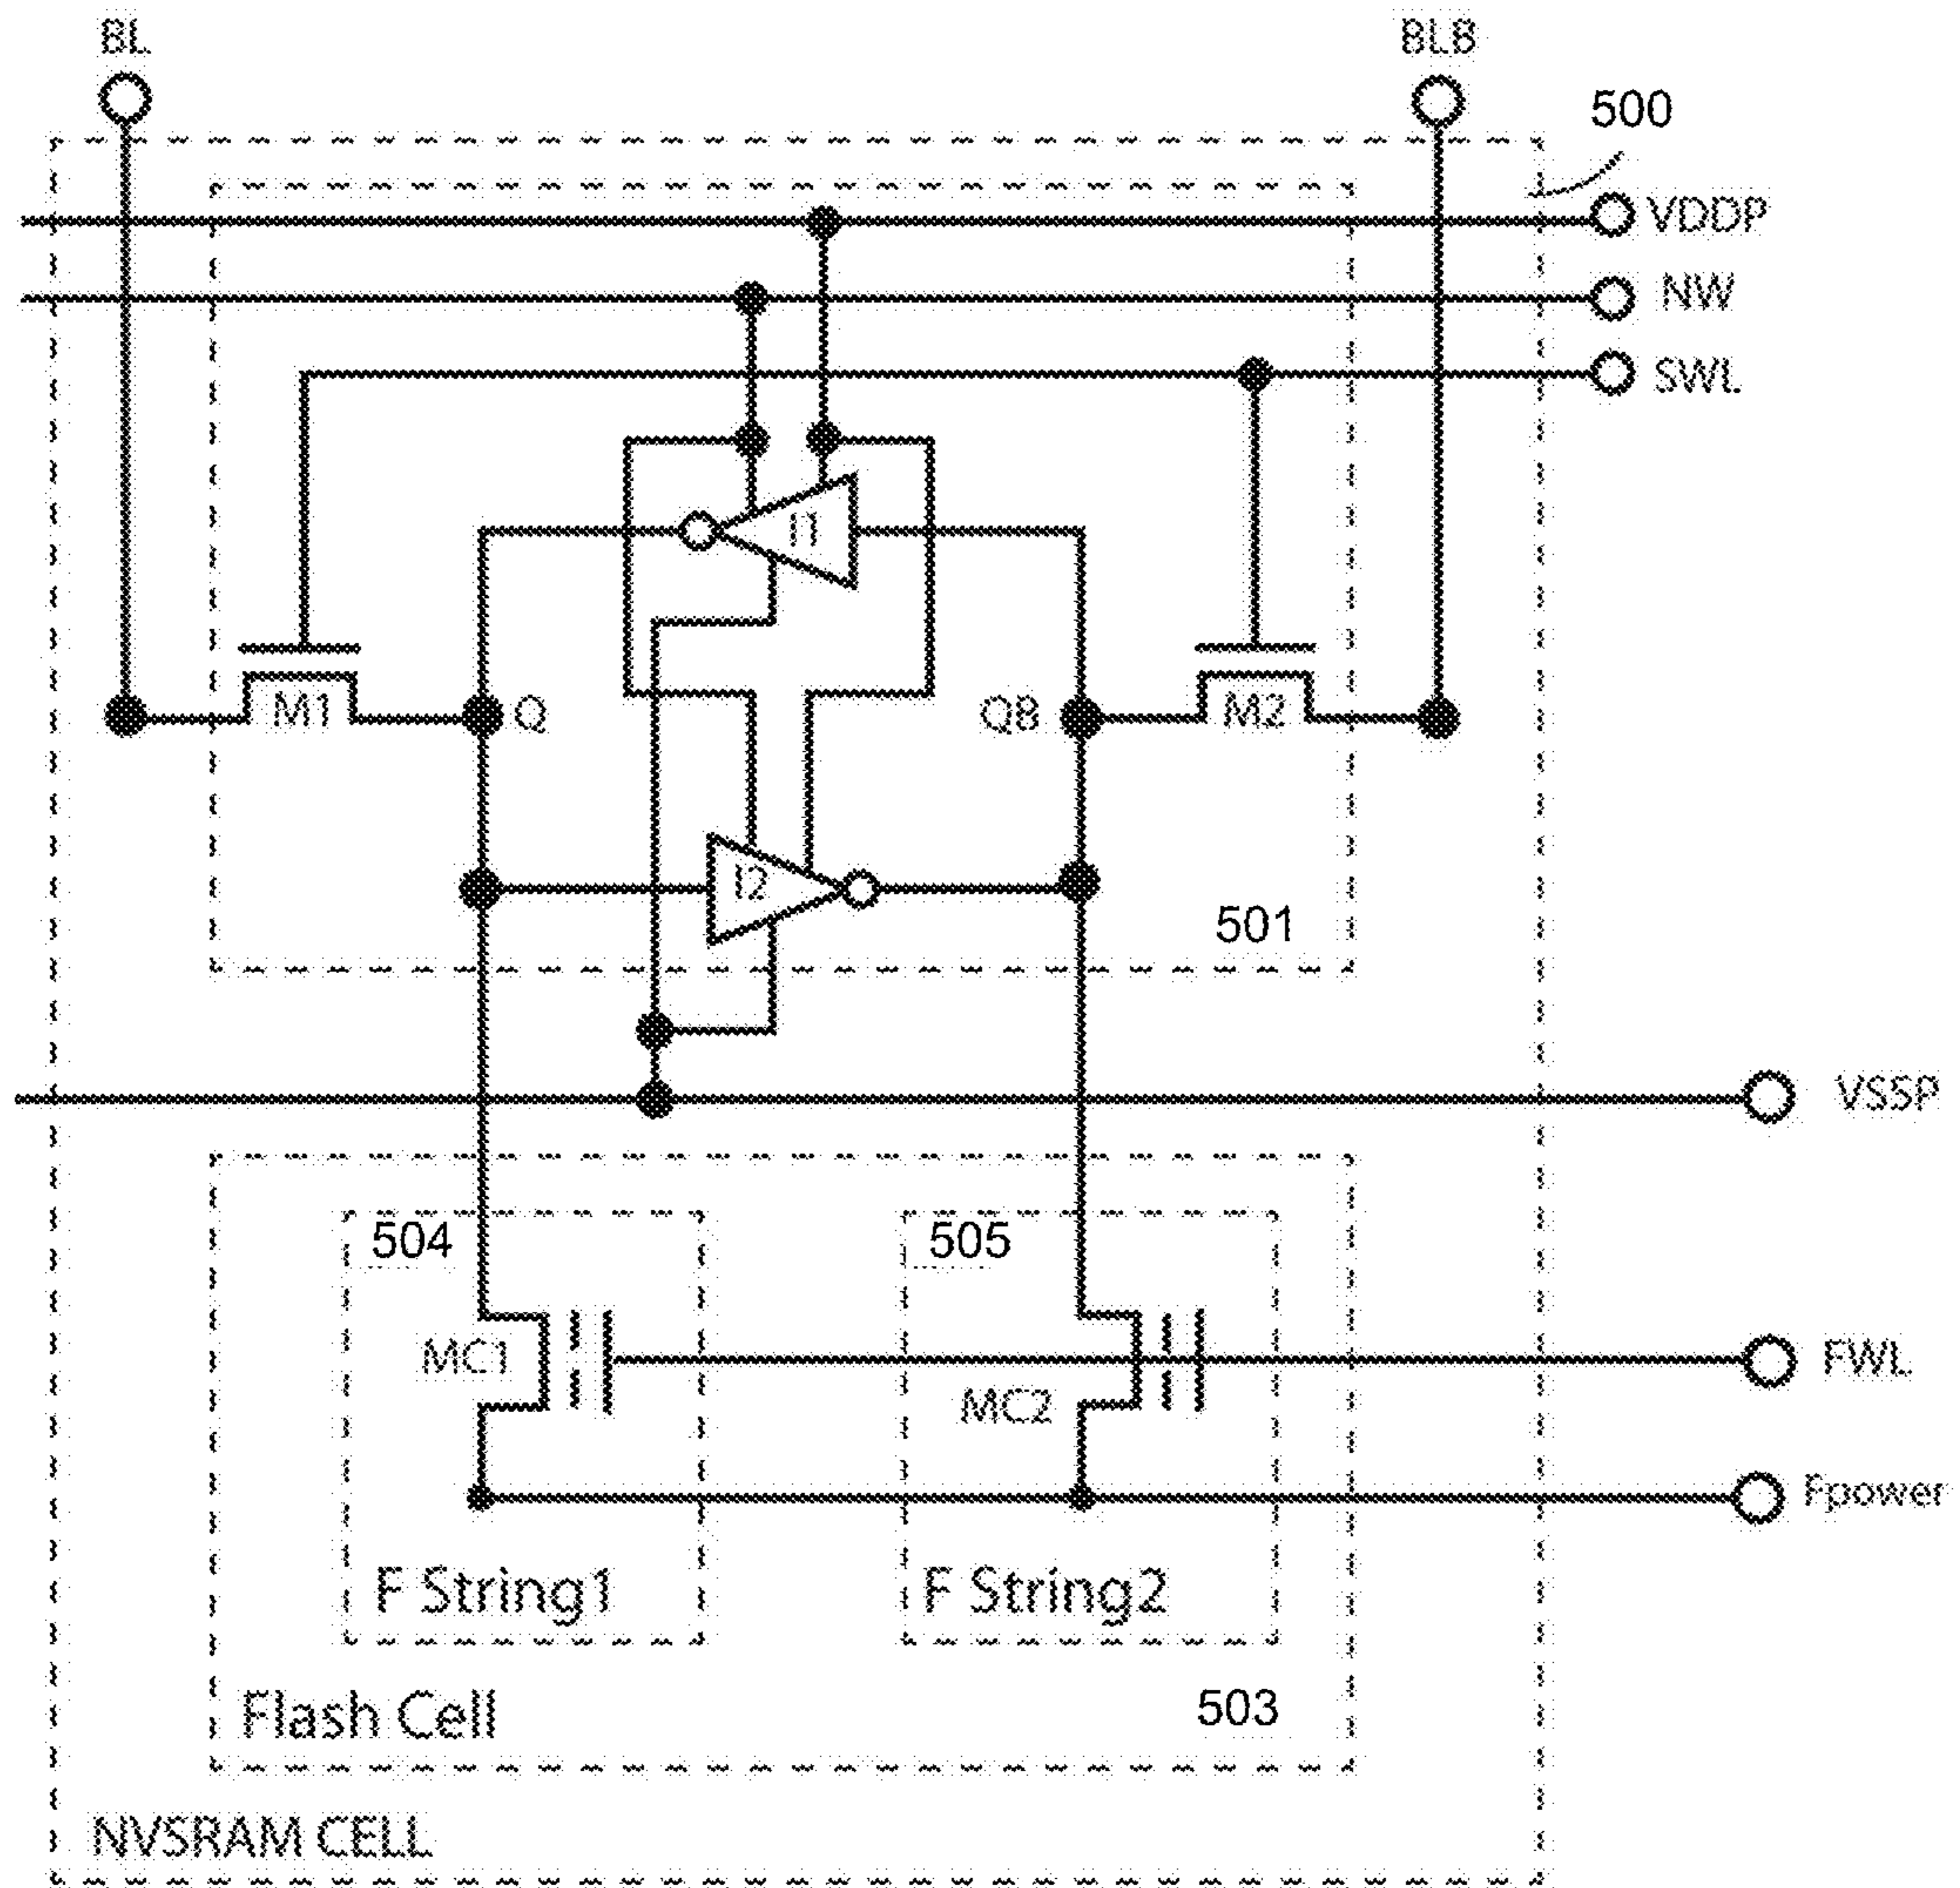 BL
BLB
500
VDDP
NW
SWL
I1
M1
Q
QB
M2
I2
501
VSSP
504
505
MC1
FWL
MC2
Fpower
F String1
F String2
Flash Cell
503
NVSRAM CELL